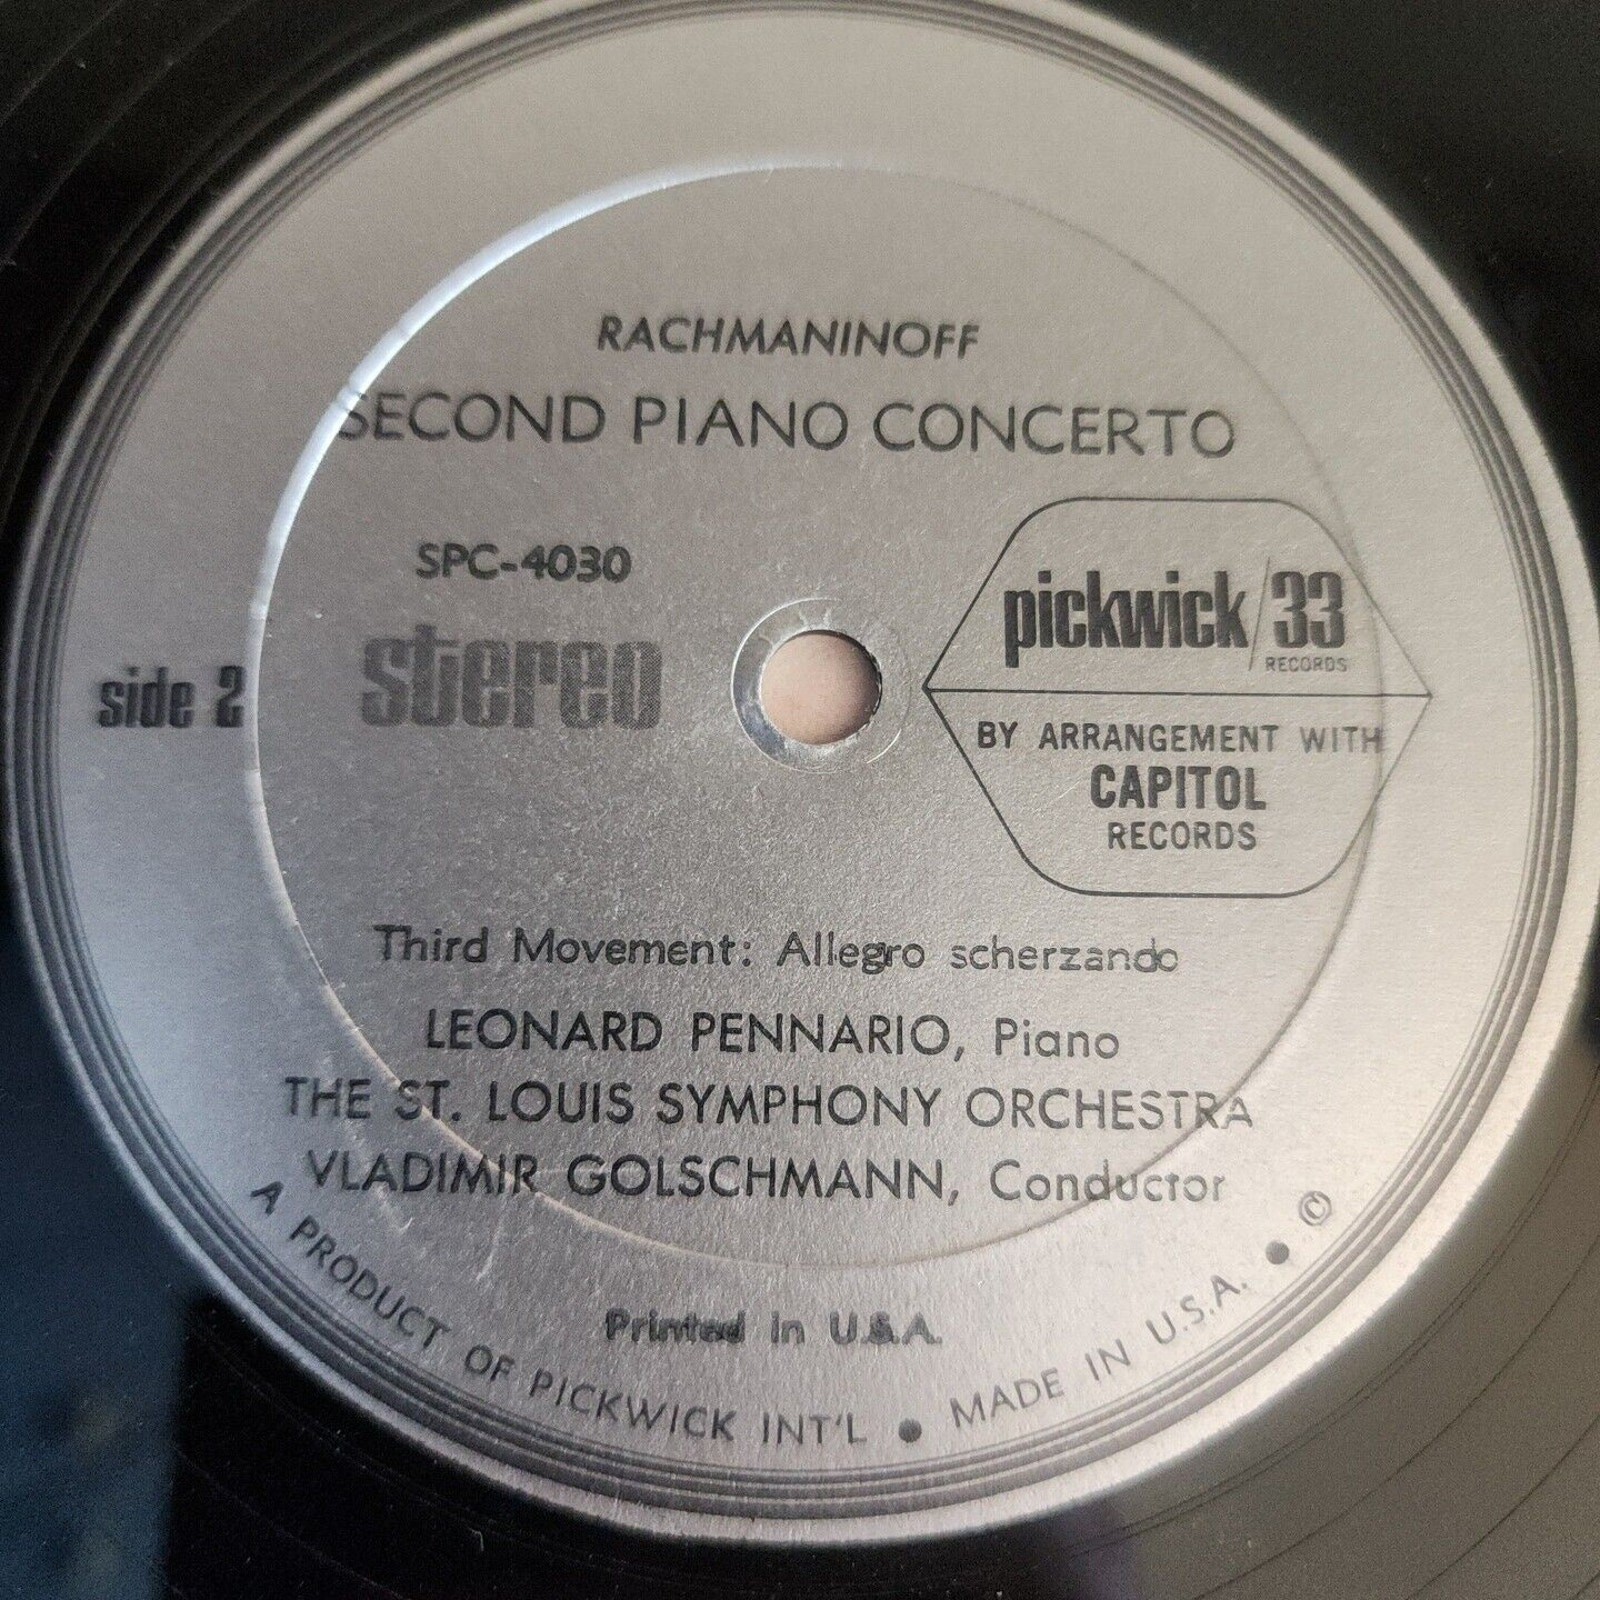 RACHMANINOFF
SECOND PIANO CONCERTO
SPC-4030
side 2
stereo
pickwick/33
RECORDS
BY ARRANGEMENT WITH
CAPITOL
RECORDS
Third Movement: Allegro scherzando
LEONARD PENNARIO, Piano
THE ST. LOUIS SYMPHONY ORCHESTRA
VLADIMIR GOLSCHMANN, Conductor
Printed in U.S.A.
A PRODUCT OF PICKWICK INT'L ● MADE IN U.S.A. ● ©